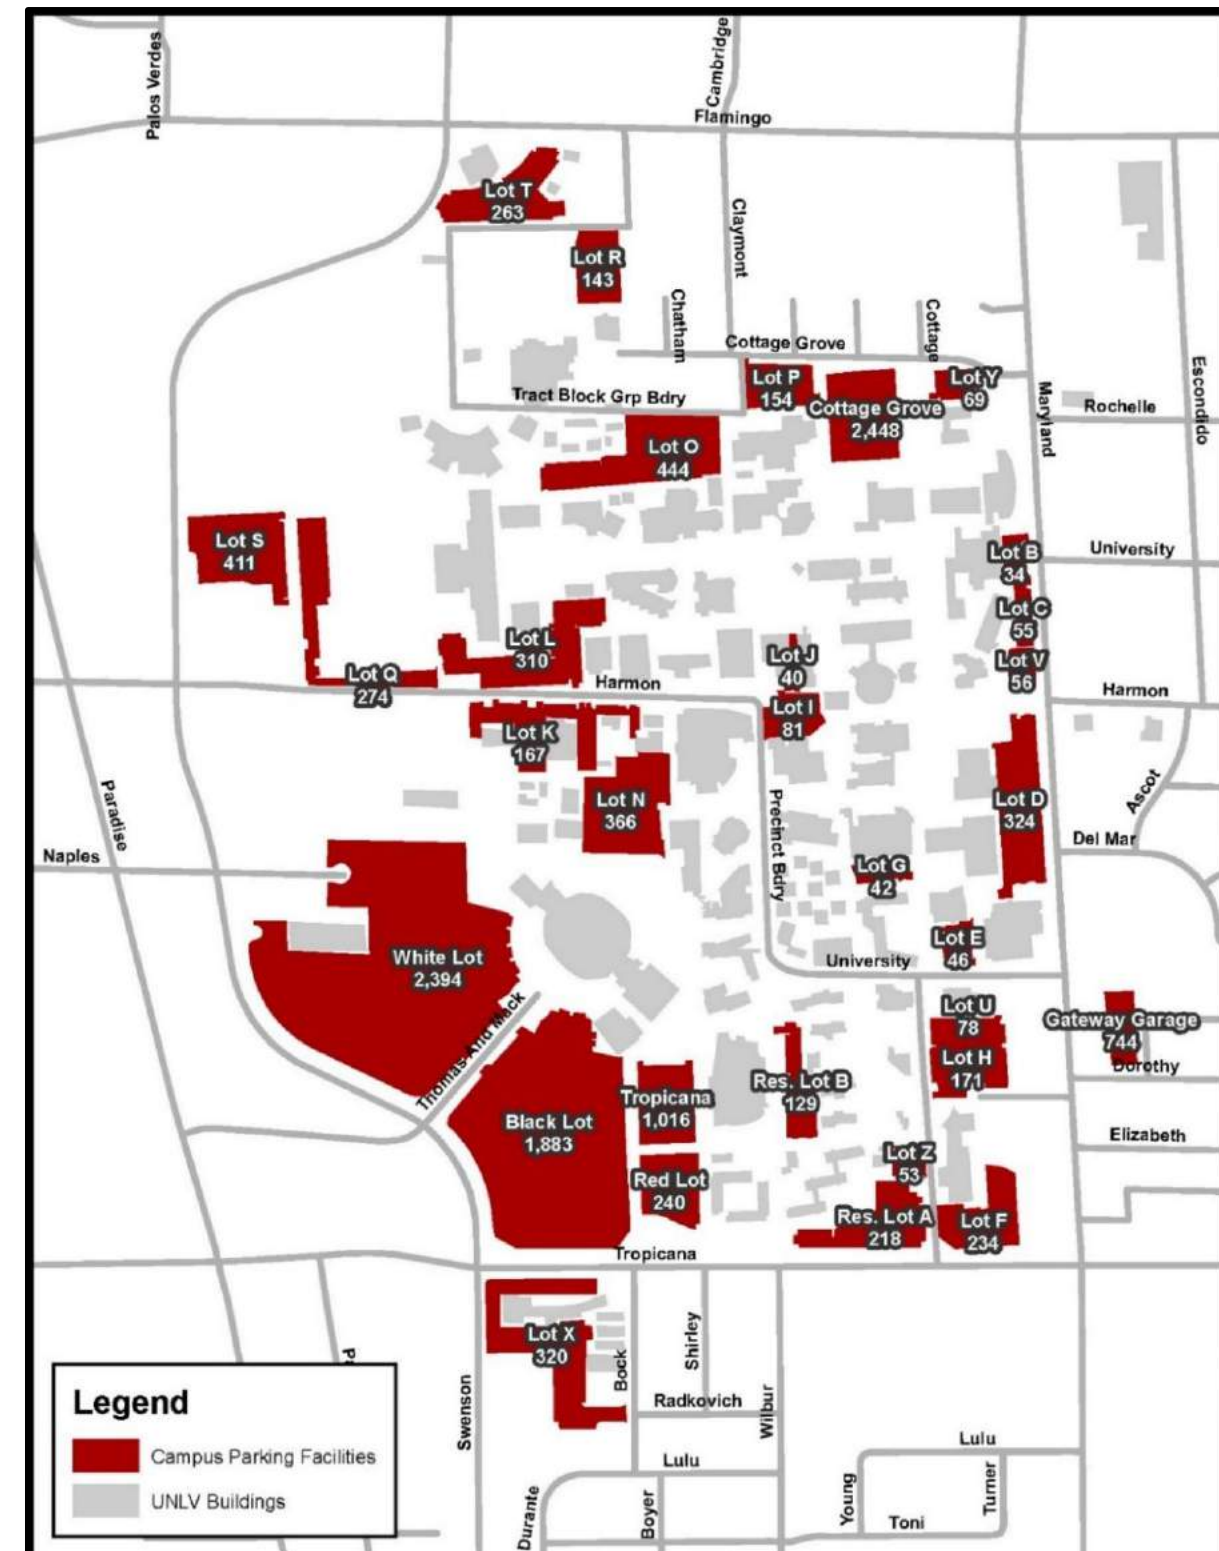 Palos Verdes
Cambridge
Flamingo
Lot T
263
Claymont
Lot R
143
Chatham
Cottage
Cottage Grove
Escondido
Lot P
154
Lot Y
69
Maryland
Tract Block Grp Bdry
Cottage Grove
2,448
Rochelle
Lot O
444
Lot S
411
Lot B
34
University
Lot C
55
Lot L
310
Lot J
40
Lot V
56
Lot Q
274
Harmon
Harmon
Lot I
81
Lot K
167
Paradise
Lot N
366
Precinct Bdry
Lot D
324
Ascot
Del Mar
Naples
Lot G
42
Lot E
46
White Lot
2,394
University
Thomas And Mack
Lot U
78
Gateway Garage
744
Lot H
171
Dorothy
Res. Lot B
129
Tropicana
1,016
Black Lot
1,883
Elizabeth
Lot Z
53
Red Lot
240
Res. Lot A
218
Lot F
234
Tropicana
Lot X
320
Shirley
Bock
Swenson
Wilbur
Radkovich
Legend
Campus Parking Facilities
UNLV Buildings
Lulu
Lulu
Durante
Boyer
Young
Turner
Toni